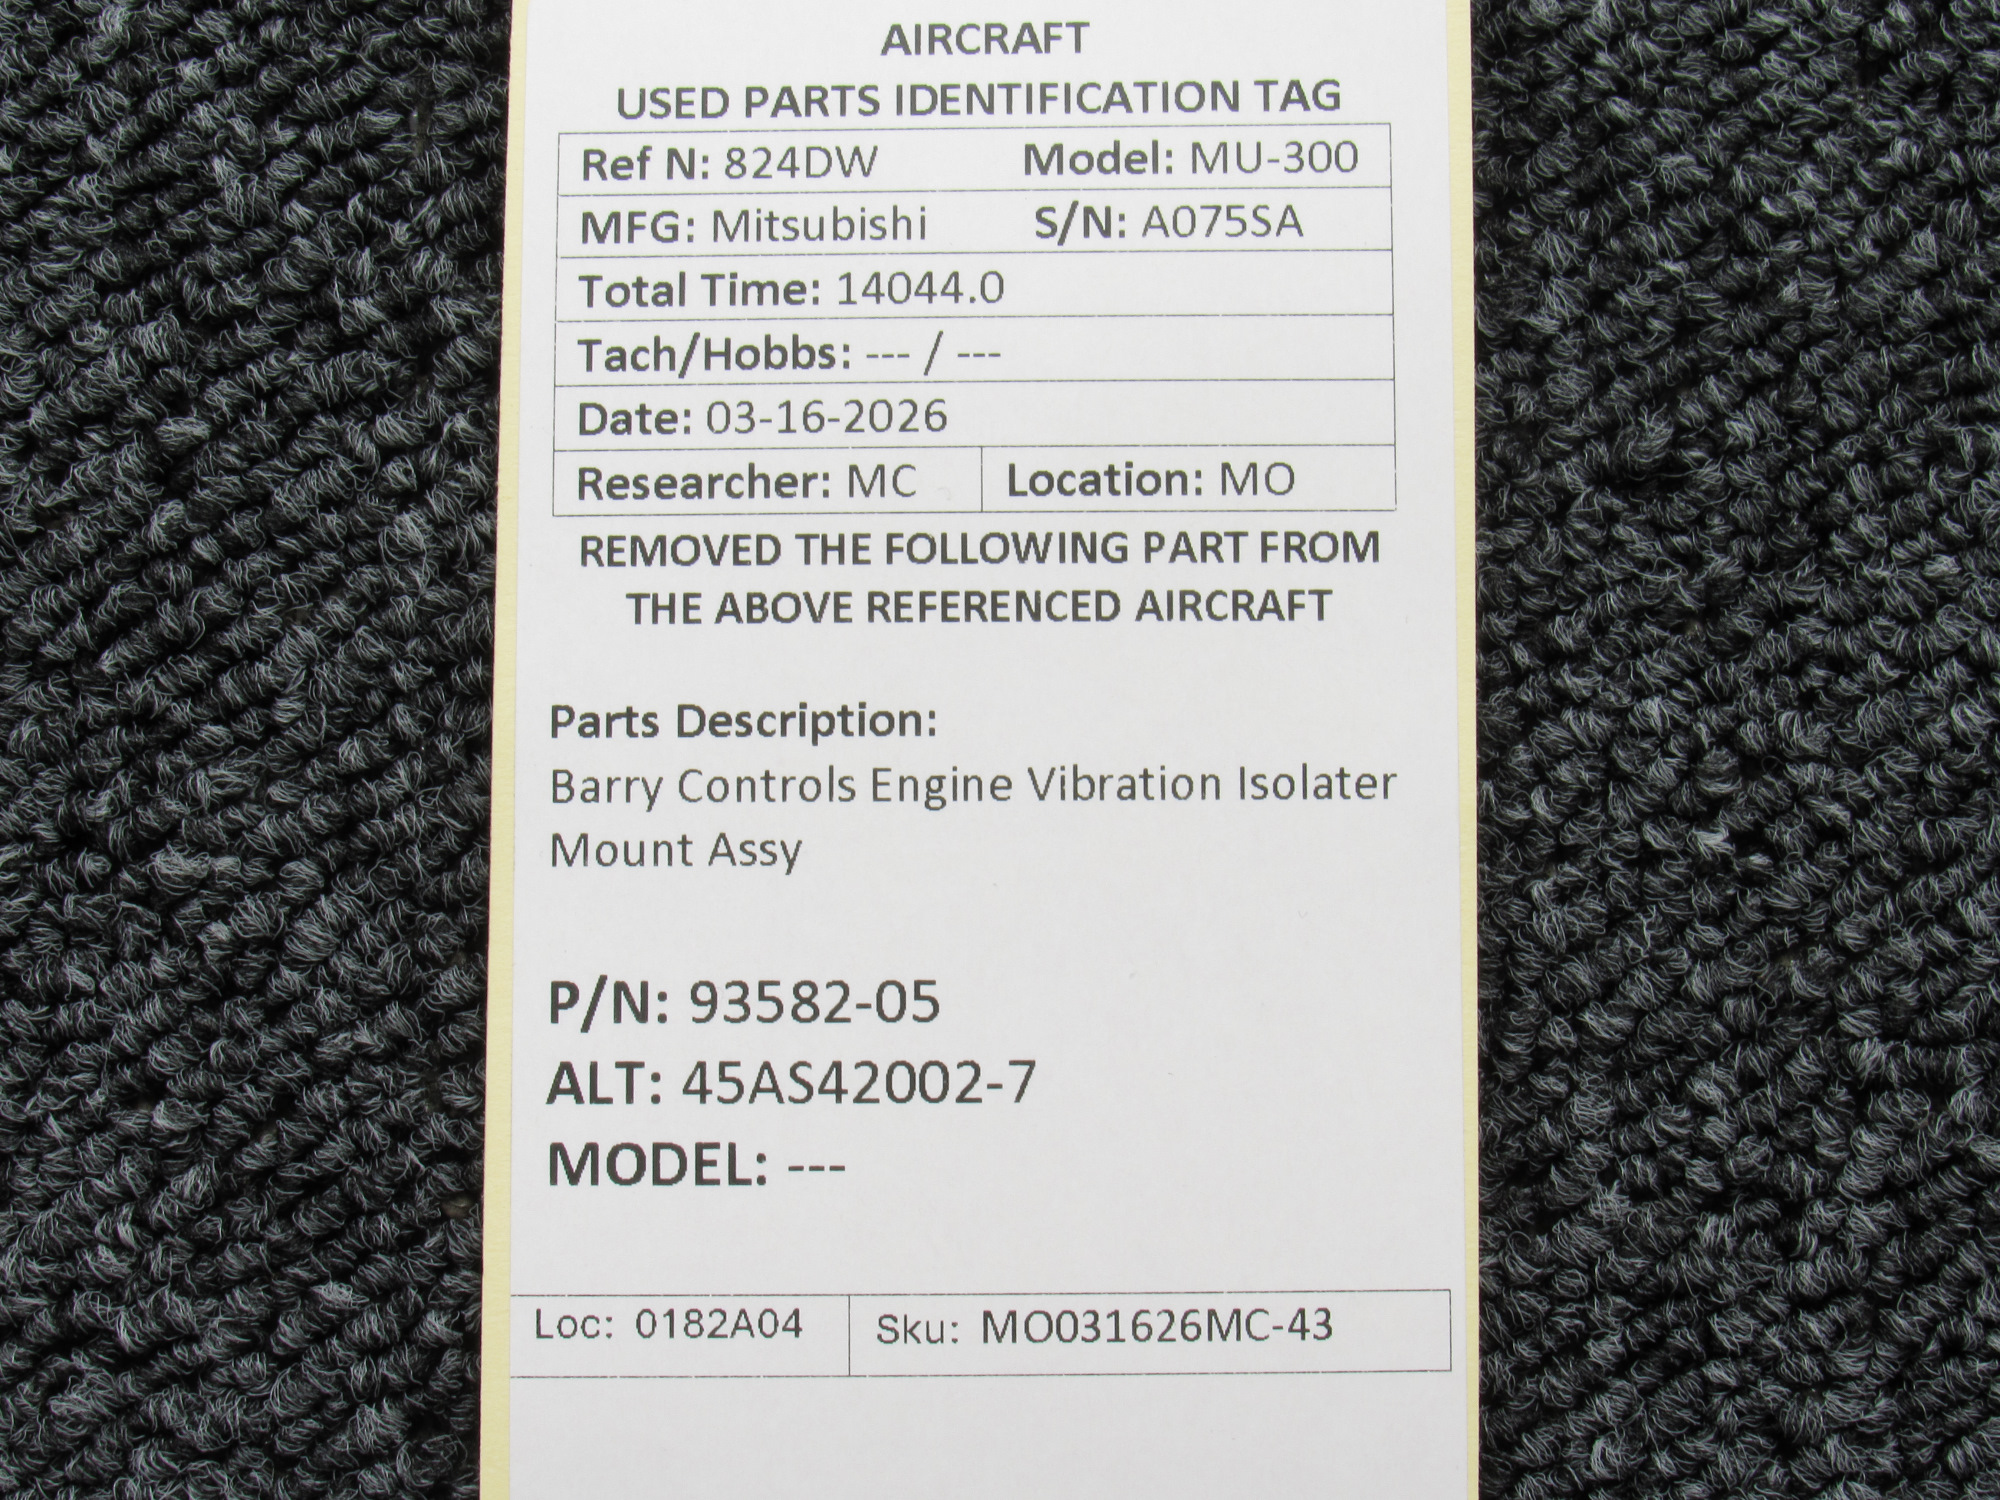 AIRCRAFT
USED PARTS IDENTIFICATION TAG
Ref N: 824DW Model: MU-300
MFG: Mitsubishi S/N: A075SA
Total Time: 14044.0
Tach/Hobbs: --- / ---
Date: 03-16-2026
Researcher: MC Location: MO
REMOVED THE FOLLOWING PART FROM
THE ABOVE REFERENCED AIRCRAFT
Parts Description:
Barry Controls Engine Vibration Isolater
Mount Assy
P/N: 93582-05
ALT: 45AS42002-7
MODEL: ---
Loc: 0182A04 Sku: MO031626MC-43